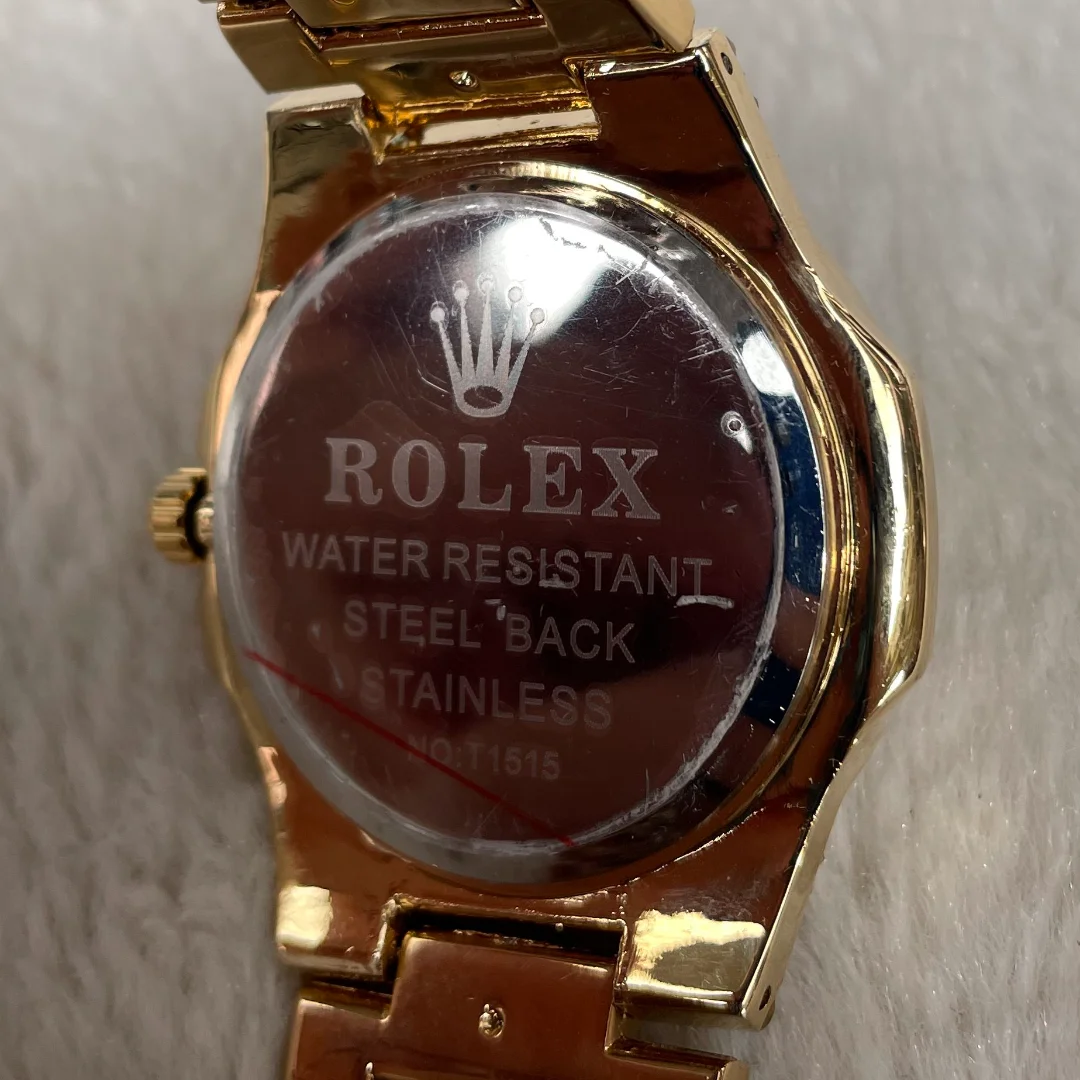 ROLEX
WATER RESISTANT
STEEL BACK
STAINLESS
NO:T1515